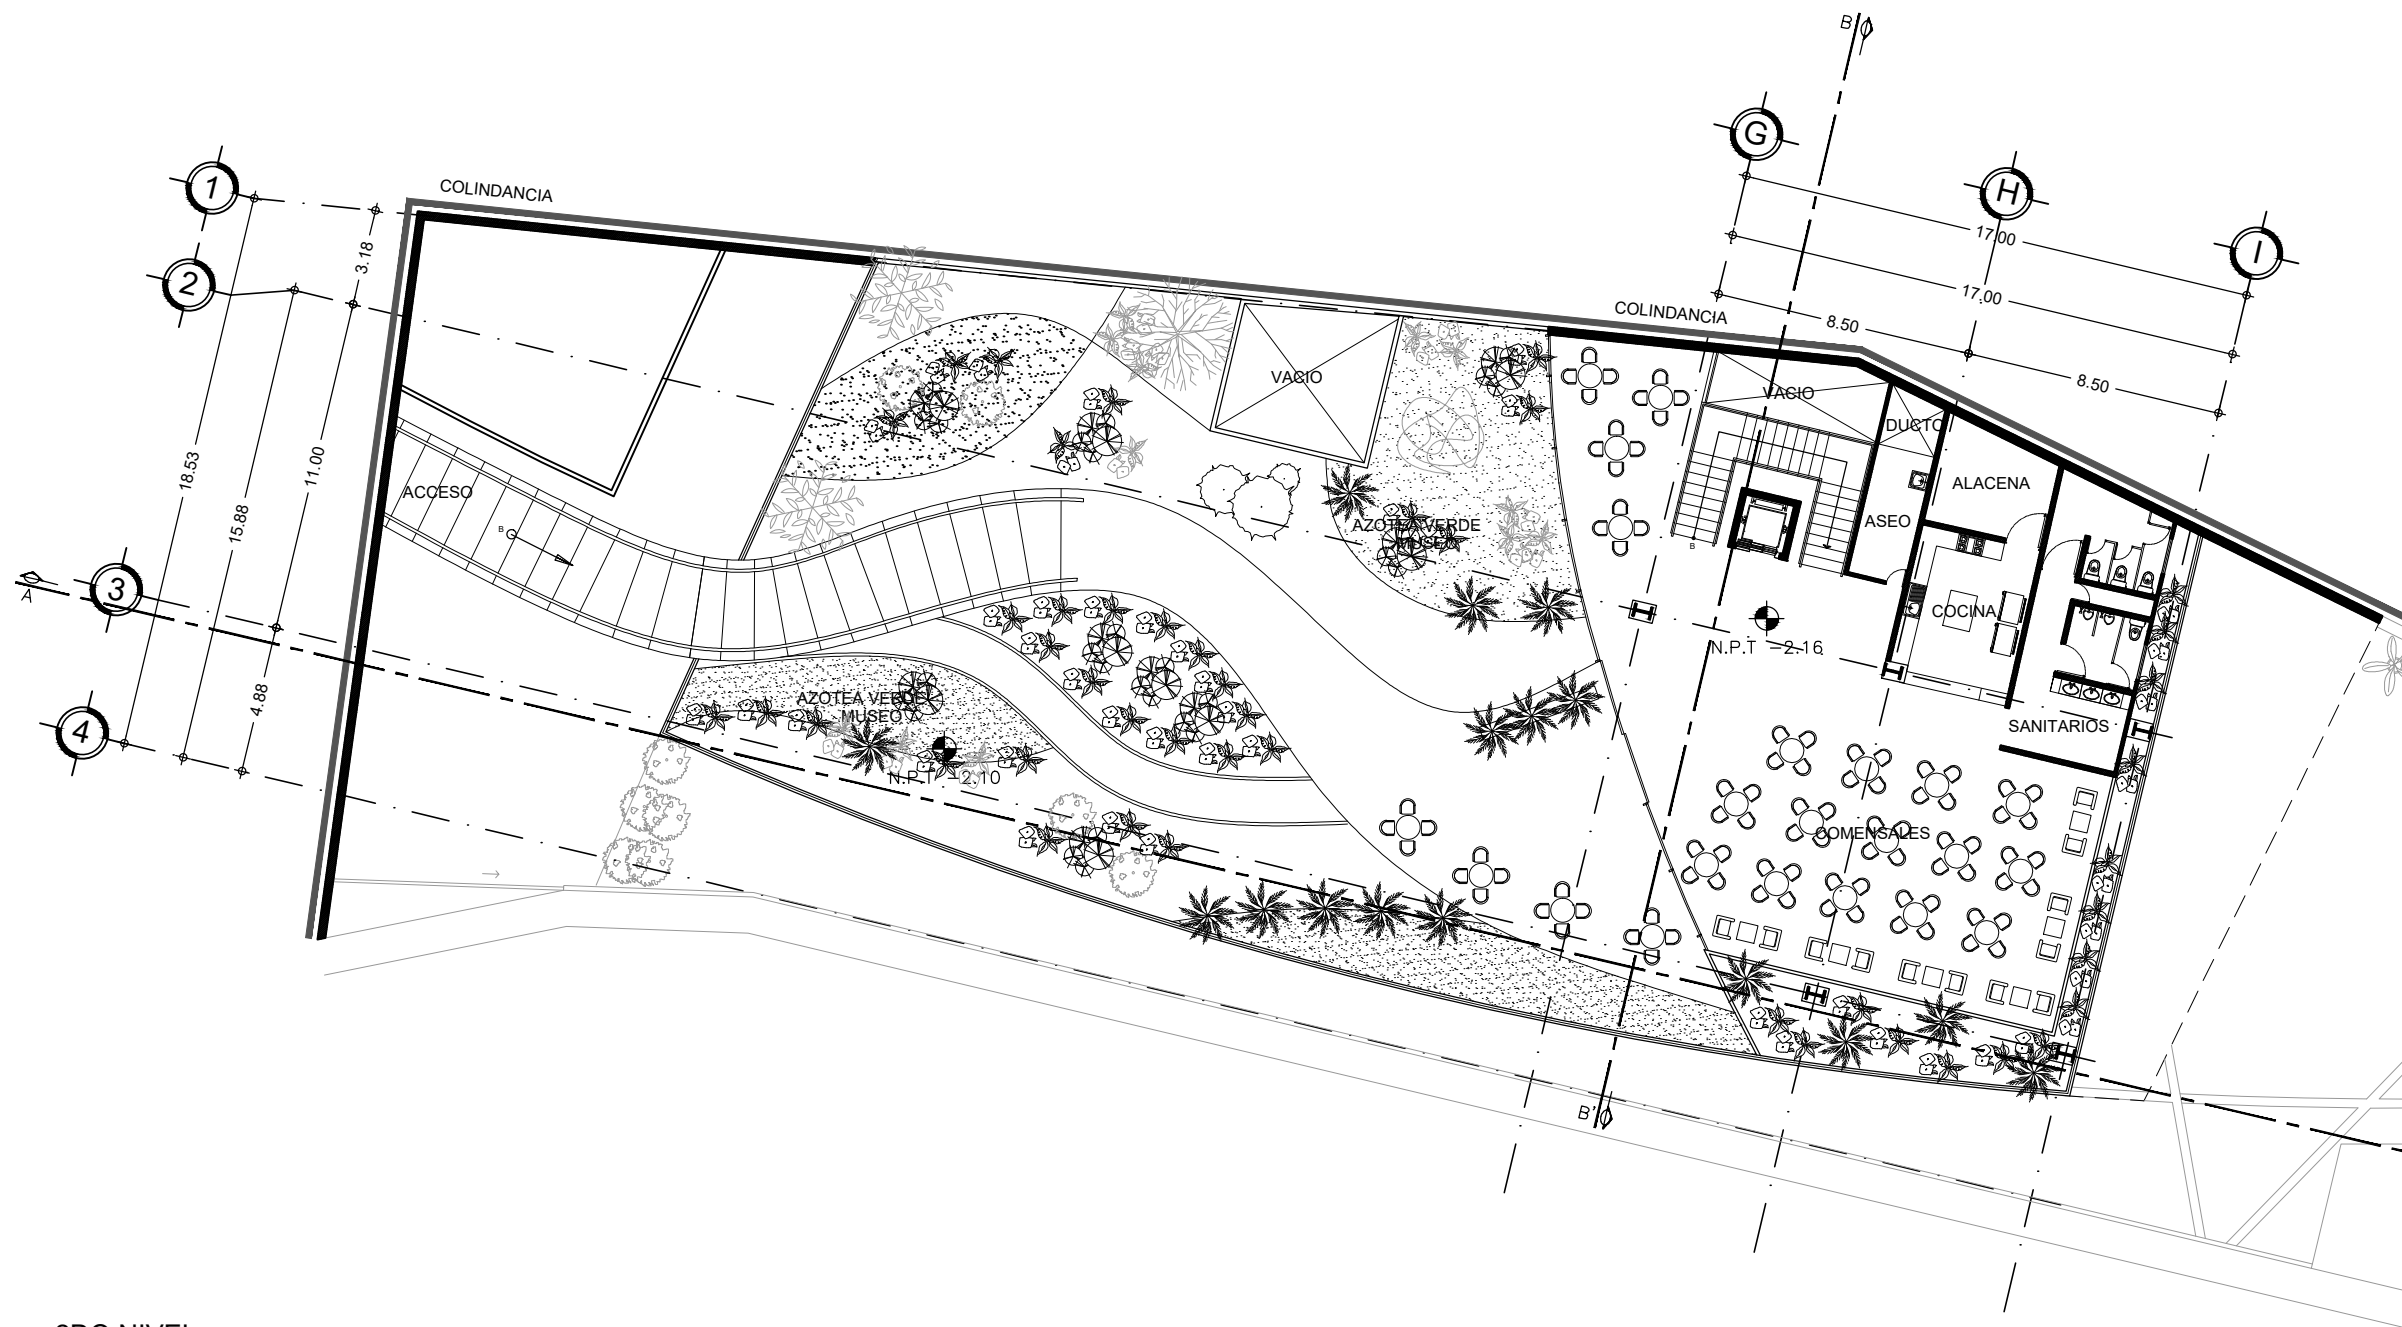 B
G
H
I
17.00
17.00
8.50
8.50
1
2
3
4
3.18
18.53
15.88
11.00
4.88
A
COLINDANCIA
COLINDANCIA
VACIO
VACIO
DUCTO
ALACENA
ASEO
ACCESO
B
B
AZOTEA VERDE
MUSEO
COCINA
N.P.T -2.16
AZOTEA VERDE
MUSEO
N.P.T -2.10
SANITARIOS
COMENSALES
B'